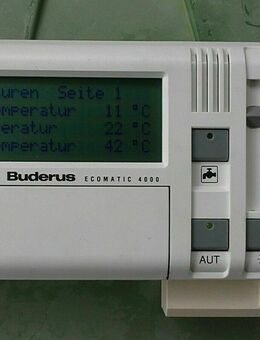 uren Seite 1
mperatur 11 °C
eratur 22 °C
mperatur 42 °C
Buderus ECOMATIC 4000
AUT